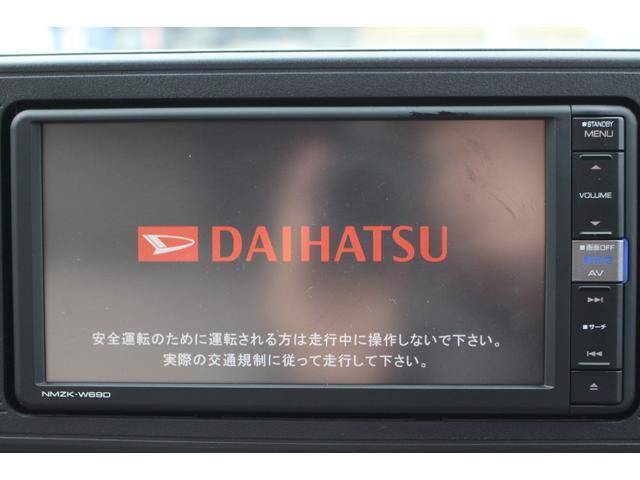 ■STANDBY
MENU
VOLUME
■画面OFF
現在地
AV
■サーチ
DAIHATSU
安全運転のために運転される方は走行中に操作しないで下さい。
実際の交通規制に従って走行して下さい。
NMZK-W69D